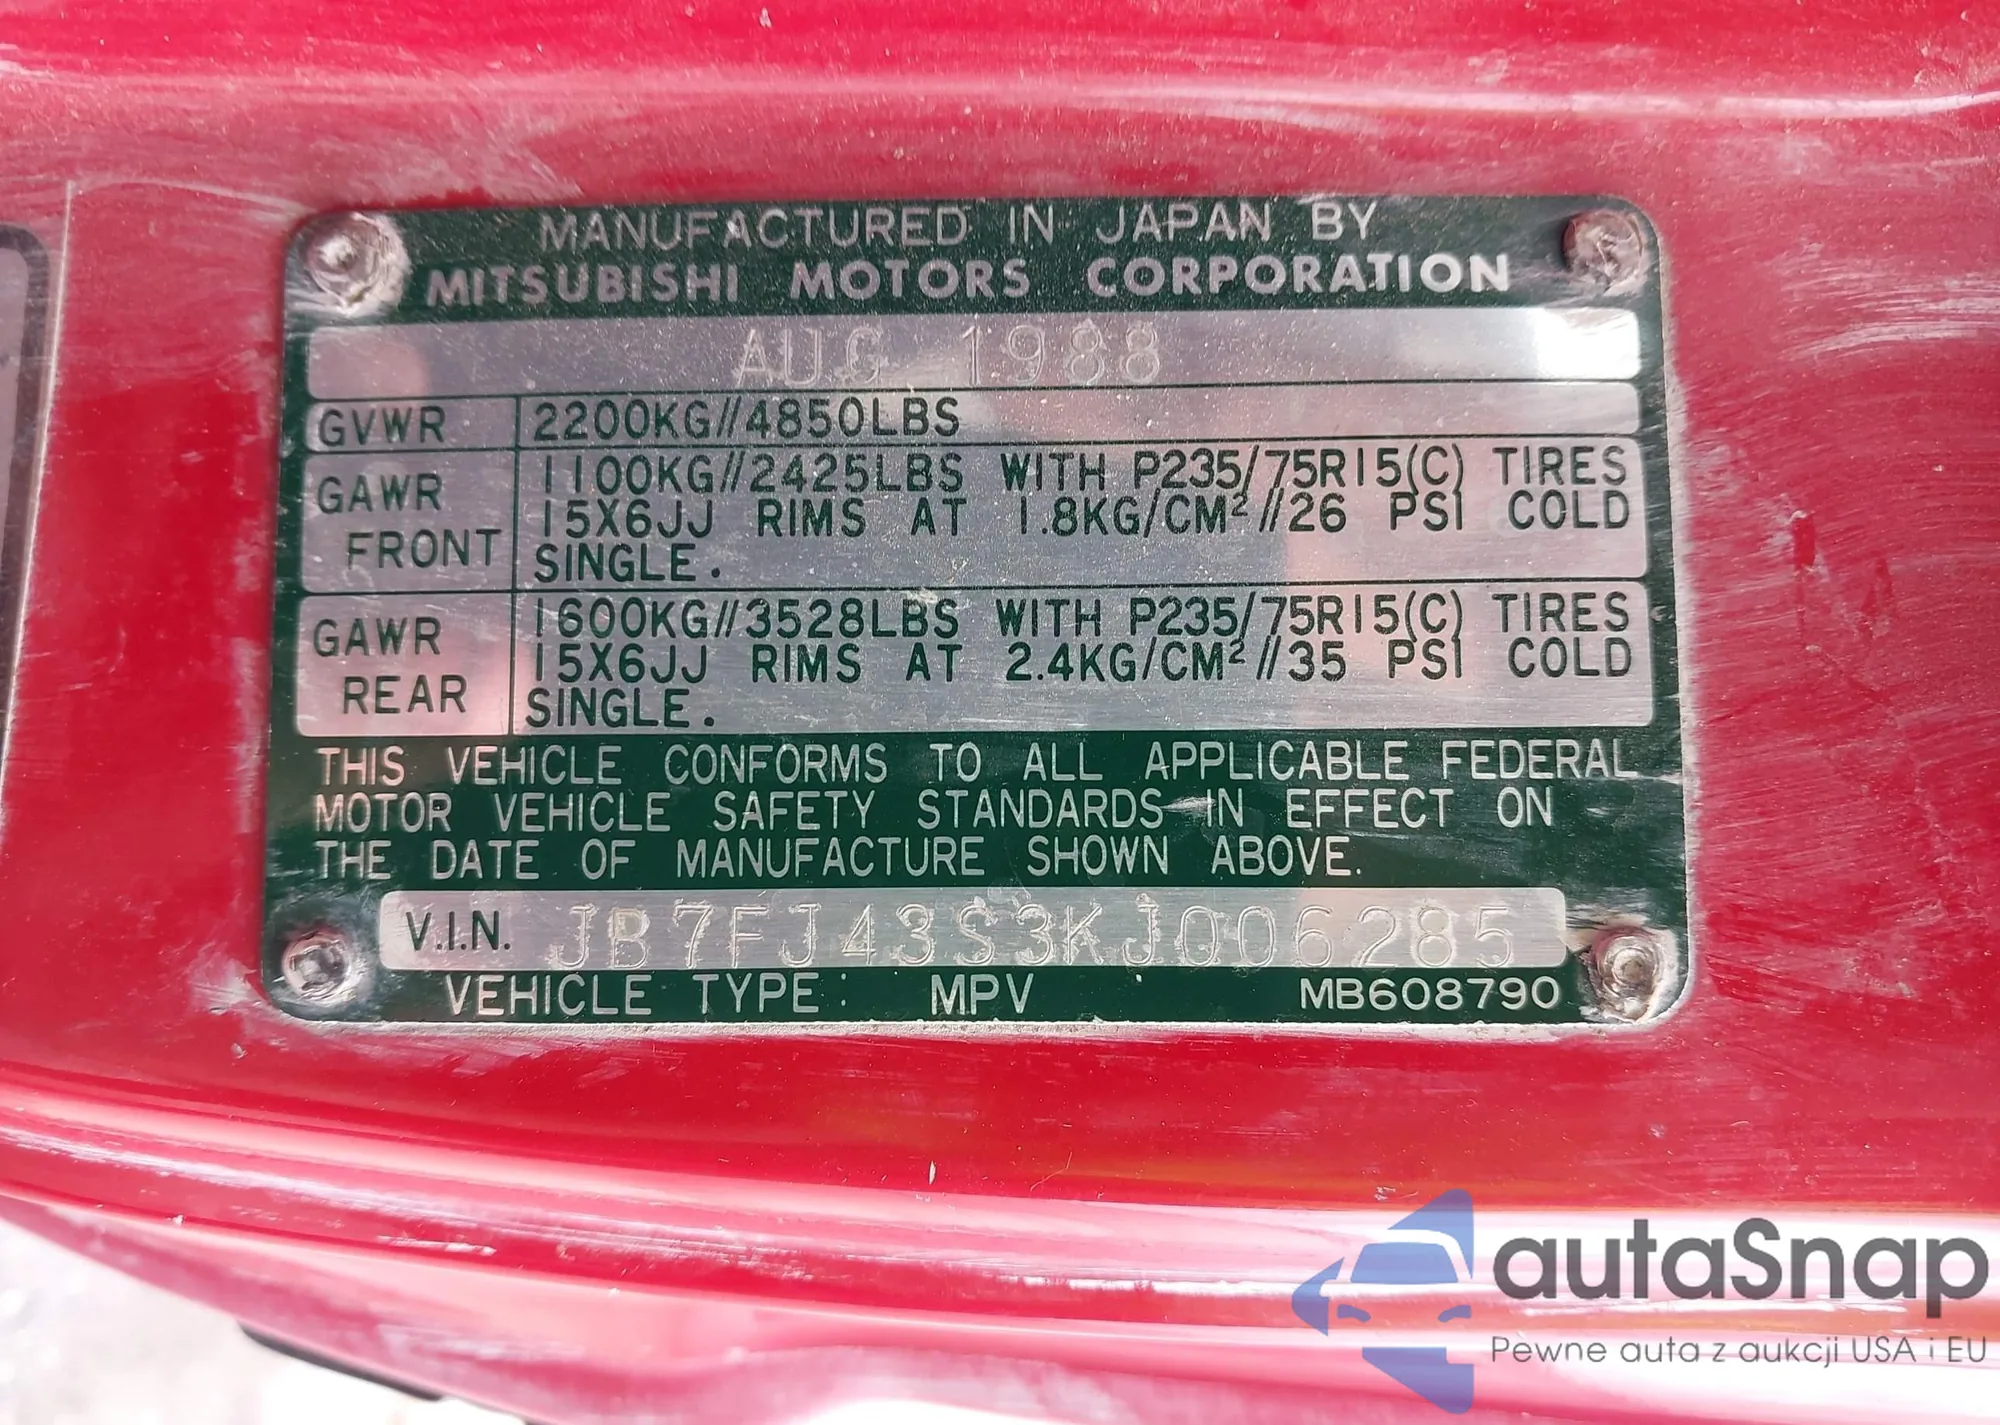 MANUFACTURED IN JAPAN BY
MITSUBISHI MOTORS CORPORATION
AUG 1988
GVWR 2200KG//4850LBS
GAWR FRONT 1100KG//2425LBS WITH P235/75R15(C) TIRES
15X6JJ RIMS AT 1.8KG/CM² //26 PSI COLD
SINGLE.
GAWR REAR 1600KG//3528LBS WITH P235/75R15(C) TIRES
15X6JJ RIMS AT 2.4KG/CM² //35 PSI COLD
SINGLE.
THIS VEHICLE CONFORMS TO ALL APPLICABLE FEDERAL
MOTOR VEHICLE SAFETY STANDARDS IN EFFECT ON
THE DATE OF MANUFACTURE SHOWN ABOVE.
V.I.N. JB7FJ43S3KJ006285
VEHICLE TYPE: MPV MB608790
autaSnap
Pewne auta z aukcji USA i EU